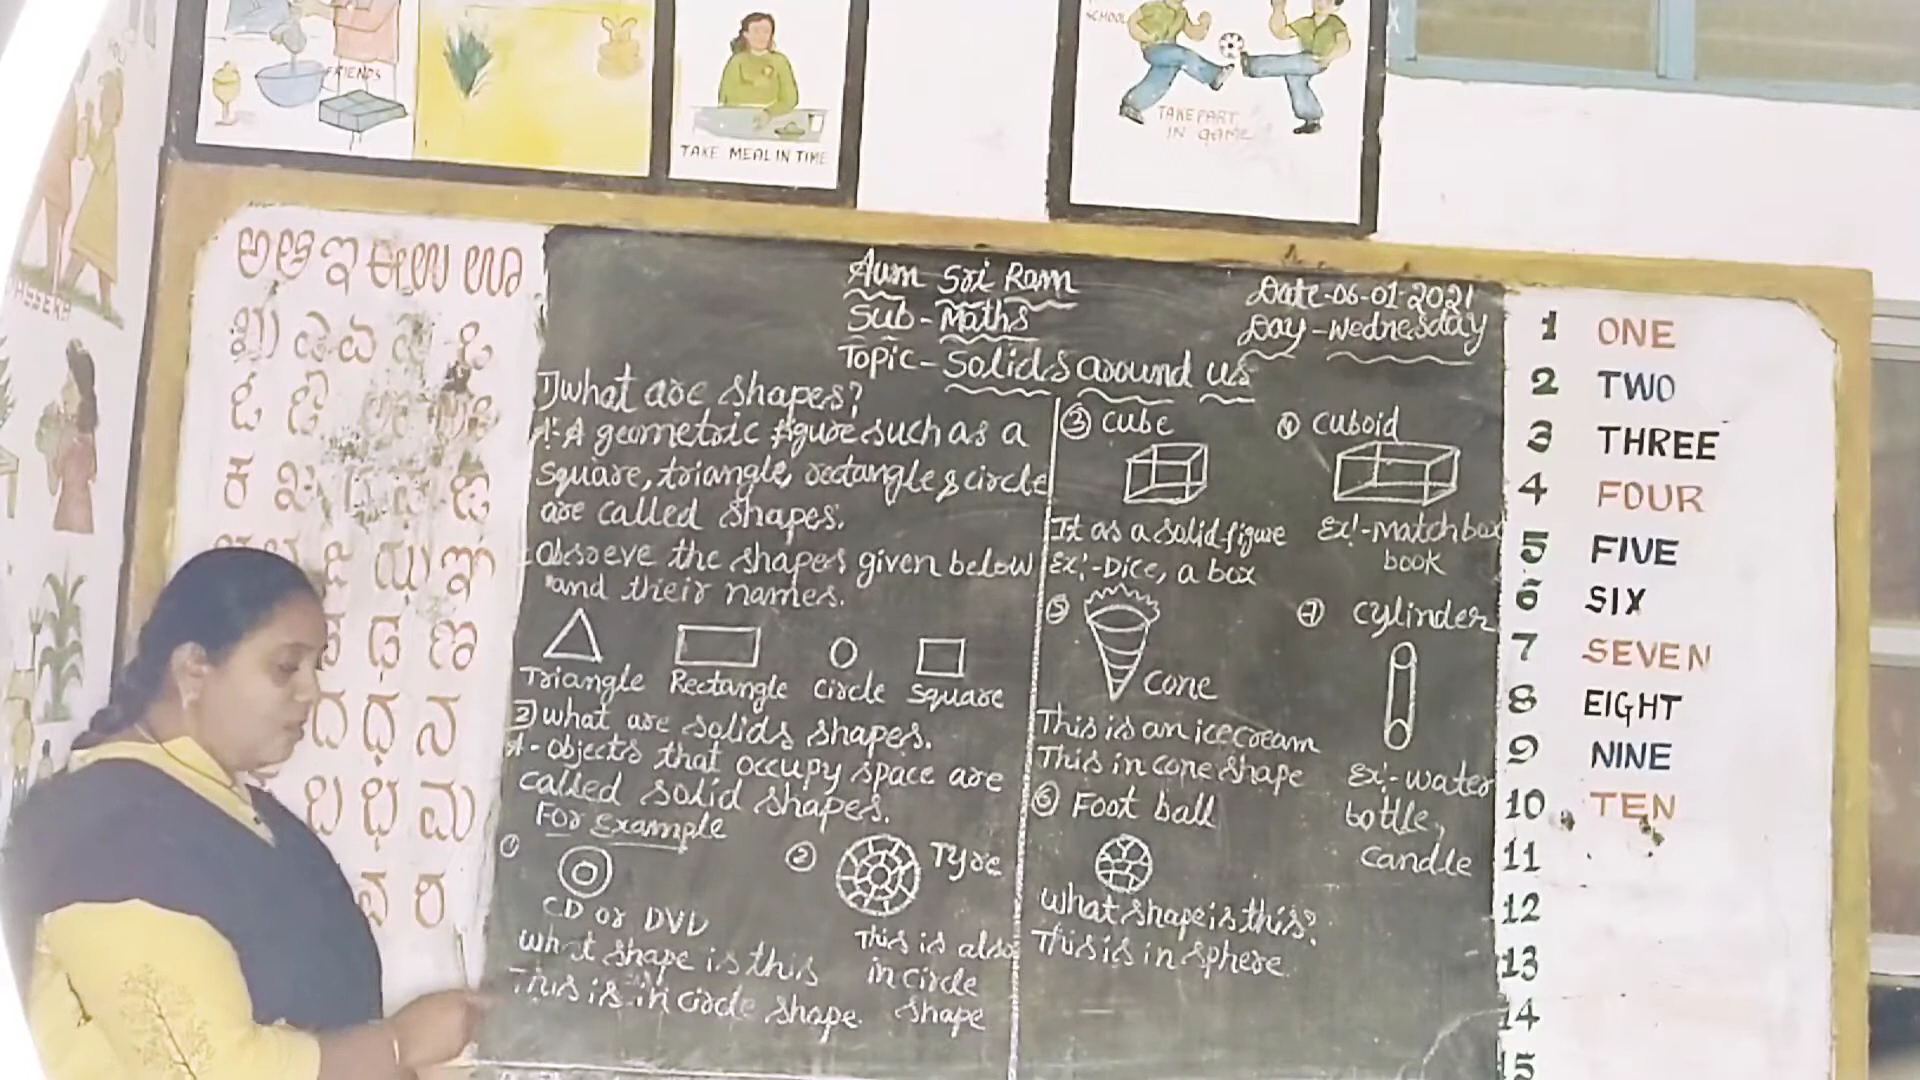 FRIENDS
TAKE MEAL IN TIME
SCHOOL
TAKE PART
IN GAME
ಅ ಆ ಇ ಈ ಉ ಊ
ಕ ಖ
ಢ ಣ
ದ ಧ ನ
ಬ ಭ ಮ
Aum Sri Ram
Sub-Maths
Topic-Solids around us
Date-06-01-2021
Day-Wednesday
1) What are shapes?
A:- A geometric figure such as a
square, triangle, rectangle & circle
are called shapes.
Obsreve the shapes given below
and their names.
Triangle Rectangle circle square
2) What are solids shapes.
A- objects that occupy space are
called solid shapes.
For Example
①
CD or DVD
What shape is this
This is in circle shape.
② Tyre
This is also
in circle
shape
③ cube
It as a solid figure
Ex:-Dice, a box
④ cuboid
Ex:-Match box
book
⑤
cone
This is an icecream
This in cone shape
⑥ Foot ball
What shape is this?
This is in sphere
⑦ cylinder
Ex:-water
bottle,
candle
1 ONE
2 TWO
3 THREE
4 FOUR
5 FIVE
6 SIX
7 SEVEN
8 EIGHT
9 NINE
10 TEN
11
12
13
14
15